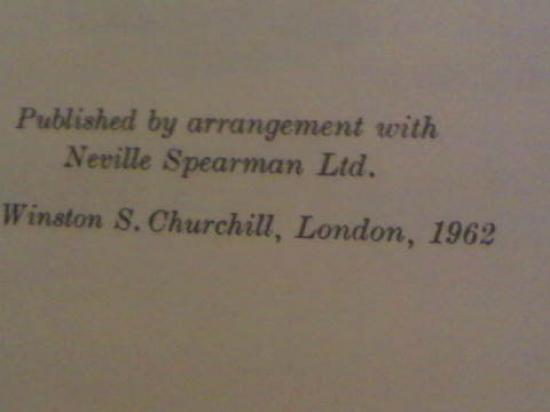 Published by arrangement with
Neville Spearman Ltd.
Winston S. Churchill, London, 1962